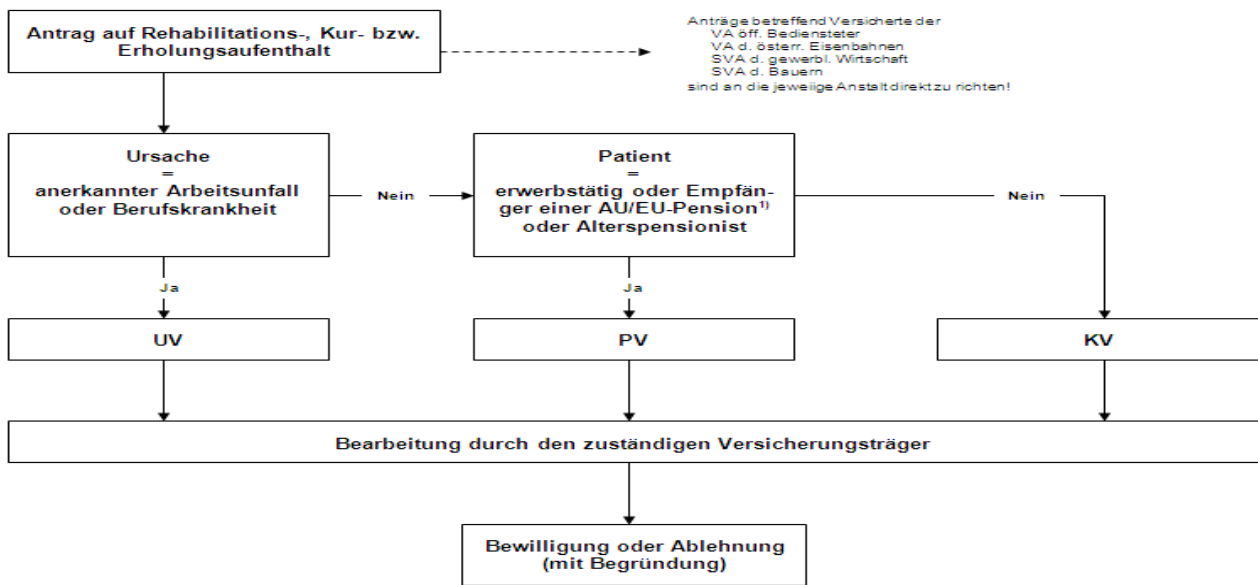 Antrag auf Rehabilitations-, Kur- bzw.
Erholungsaufenthalt
Anträge betreffend Versicherte der
VA öff. Bediensteter
VA d. österr. Eisenbahnen
SVA d. gewerbl. Wirtschaft
SVA d. Bauern
sind an die jeweilige Anstalt direkt zu richten!
Ursache
=
anerkannter Arbeitsunfall
oder Berufskrankheit
Nein
Patient
=
erwerbstätig oder Empfän-
ger einer AU/EU-Pension¹⁾
oder Alterspensionist
Nein
Ja
Ja
UV
PV
KV
Bearbeitung durch den zuständigen Versicherungsträger
Bewilligung oder Ablehnung
(mit Begründung)